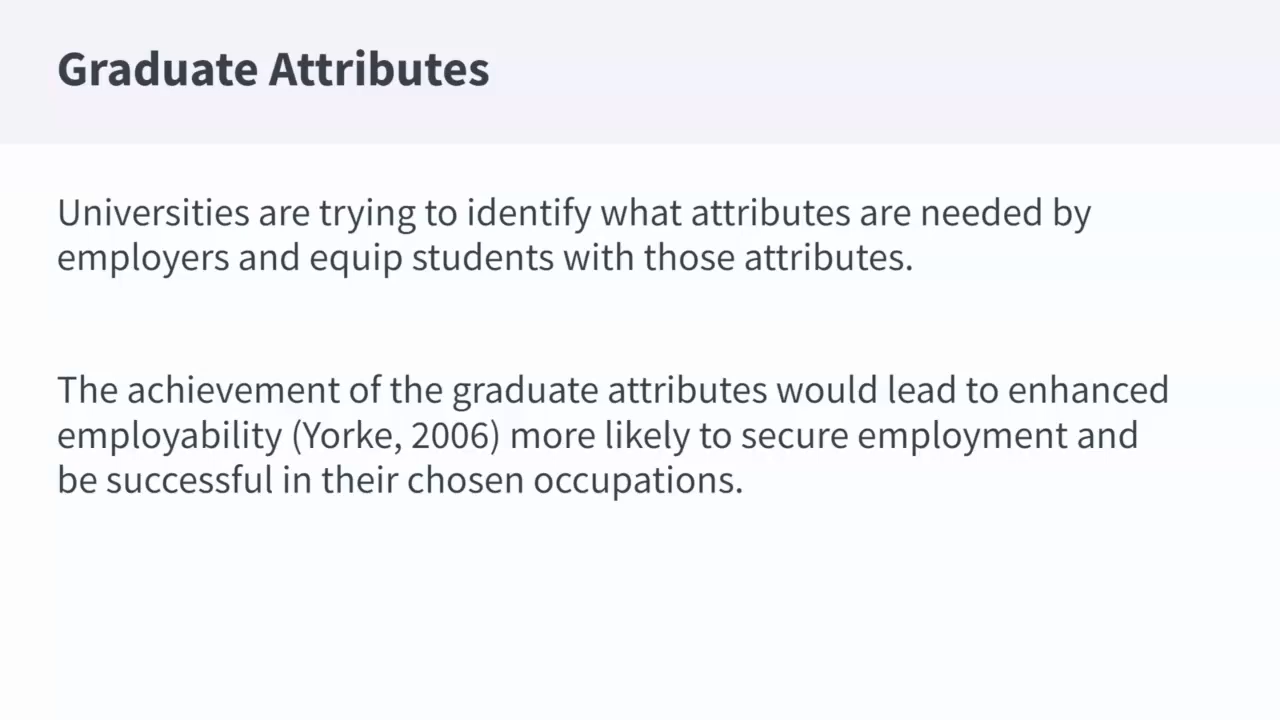 Graduate Attributes
Universities are trying to identify what attributes are needed by
employers and equip students with those attributes.
The achievement of the graduate attributes would lead to enhanced
employability (Yorke, 2006) more likely to secure employment and
be successful in their chosen occupations.